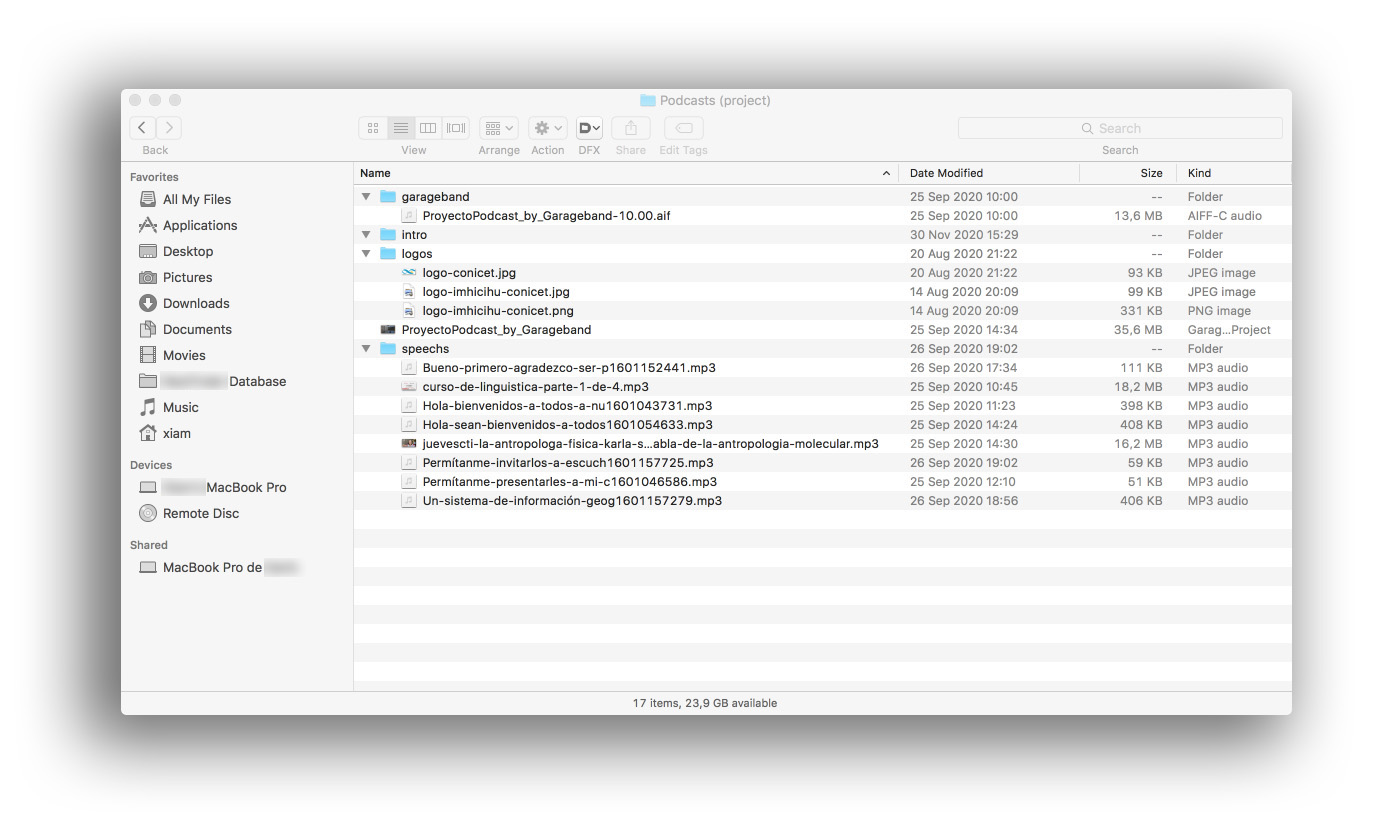 Podcasts (project)
Back View Arrange Action DFX Share Edit Tags Search Search
Favorites
All My Files
Applications
Desktop
Pictures
Downloads
Documents
Movies
Database
Music
xiam
Devices
MacBook Pro
Remote Disc
Shared
MacBook Pro de
Name Date Modified Size Kind
garageband 25 Sep 2020 10:00 -- Folder
ProyectoPodcast_by_Garageband-10.00.aif 25 Sep 2020 10:00 13,6 MB AIFF-C audio
intro 30 Nov 2020 15:29 -- Folder
logos 20 Aug 2020 21:22 -- Folder
logo-conicet.jpg 20 Aug 2020 21:22 93 KB JPEG image
logo-imhicihu-conicet.jpg 14 Aug 2020 20:09 99 KB JPEG image
logo-imhicihu-conicet.png 14 Aug 2020 20:09 331 KB PNG image
ProyectoPodcast_by_Garageband 25 Sep 2020 14:34 35,6 MB Garag...Project
speechs 26 Sep 2020 19:02 -- Folder
Bueno-primero-agradezco-ser-p1601152441.mp3 26 Sep 2020 17:34 111 KB MP3 audio
curso-de-linguistica-parte-1-de-4.mp3 25 Sep 2020 10:45 18,2 MB MP3 audio
Hola-bienvenidos-a-todos-a-nu1601043731.mp3 25 Sep 2020 11:23 398 KB MP3 audio
Hola-sean-bienvenidos-a-todos1601054633.mp3 25 Sep 2020 14:24 408 KB MP3 audio
juevescti-la-antropologa-fisica-karla-s...abla-de-la-antropologia-molecular.mp3 25 Sep 2020 14:30 16,2 MB MP3 audio
Permítanme-invitarlos-a-escuch1601157725.mp3 26 Sep 2020 19:02 59 KB MP3 audio
Permítanme-presentarles-a-mi-c1601046586.mp3 25 Sep 2020 12:10 51 KB MP3 audio
Un-sistema-de-información-geog1601157279.mp3 26 Sep 2020 18:56 406 KB MP3 audio
17 items, 23,9 GB available